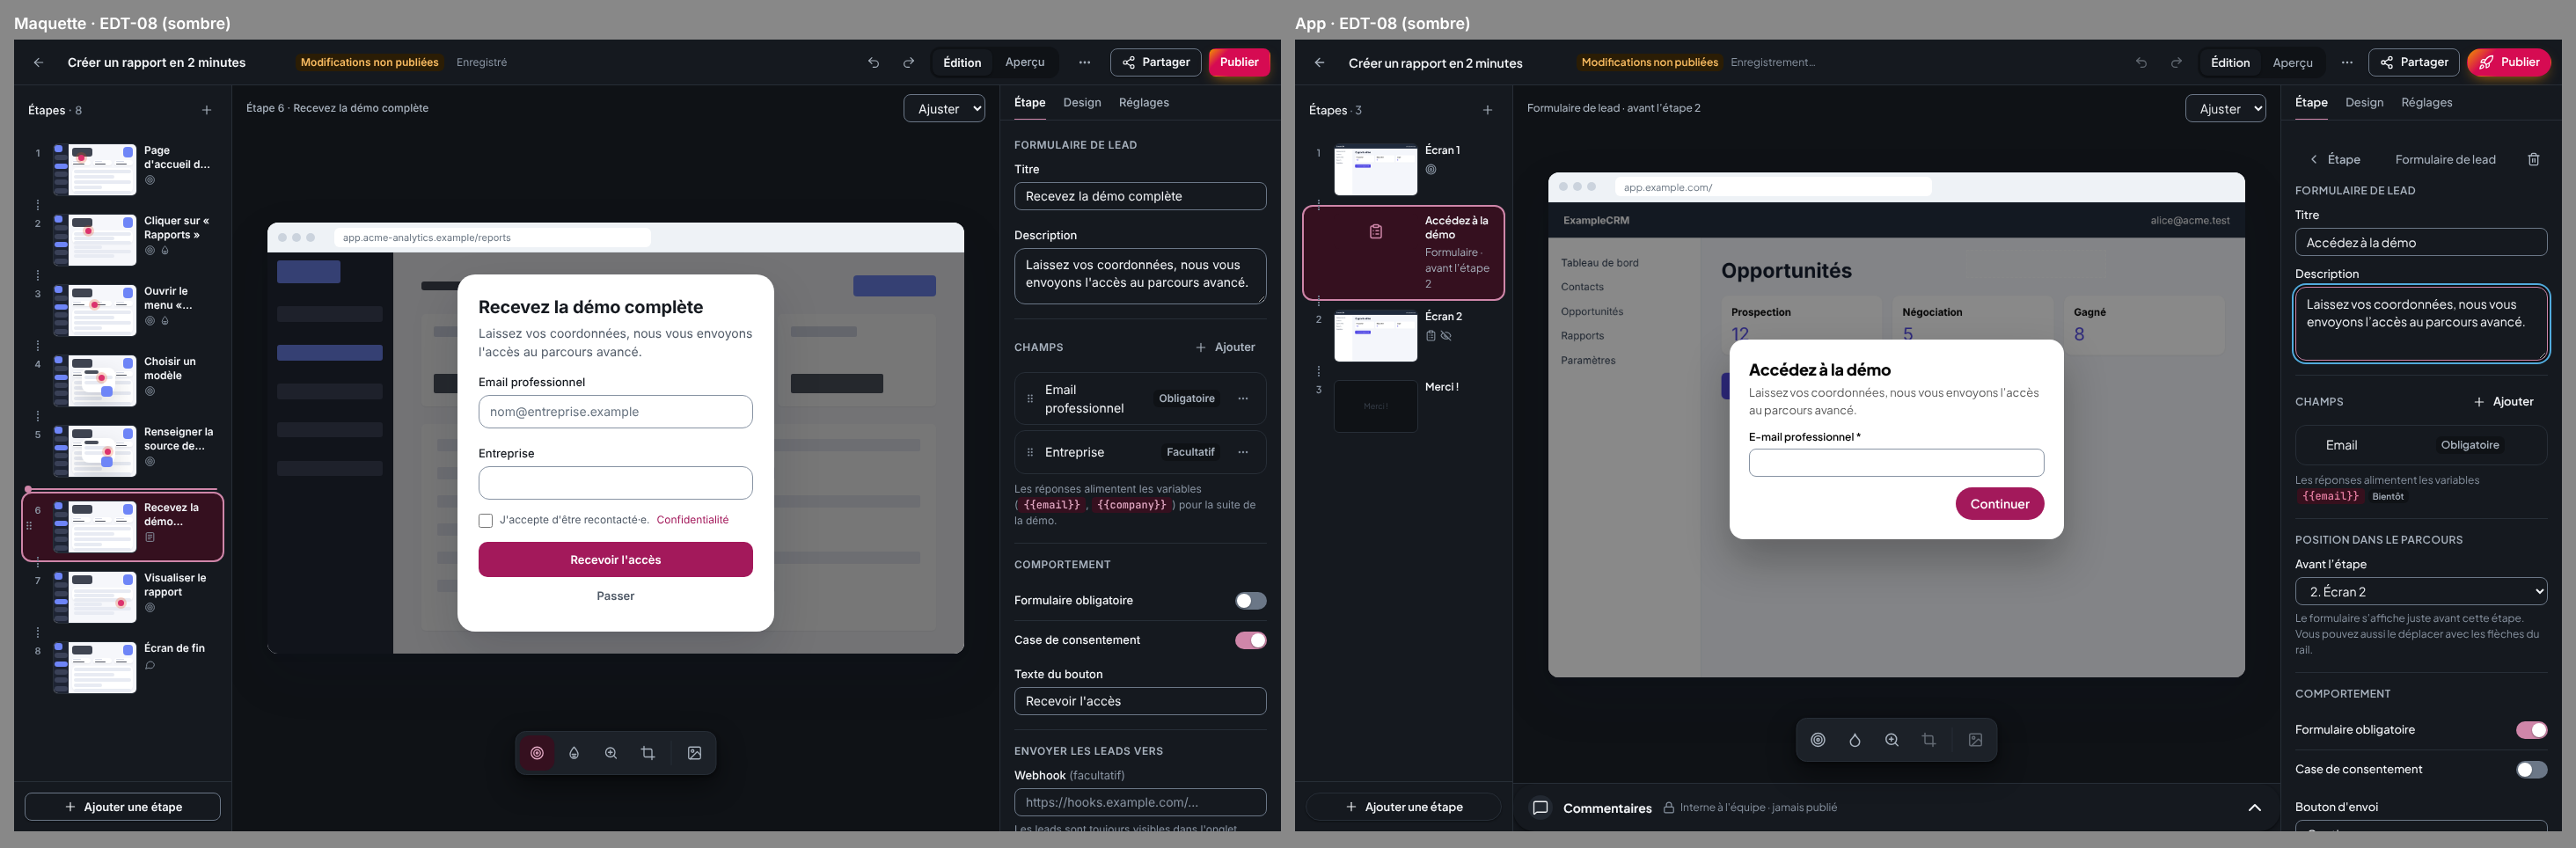 Maquette · EDT-08 (sombre)
Créer un rapport en 2 minutes
Modifications non publiées
Enregistré
Édition
Aperçu
Partager
Publier
Étapes · 8
1
Page
d'accueil d...
2
Cliquer sur «
Rapports »
3
Ouvrir le
menu «...
4
Choisir un
modèle
5
Renseigner la
source de...
6
Recevez la
démo...
7
Visualiser le
rapport
8
Écran de fin
Ajouter une étape
Étape 6 · Recevez la démo complète
Ajuster
app.acme-analytics.example/reports
Recevez la démo complète
Laissez vos coordonnées, nous vous envoyons
l'accès au parcours avancé.
Email professionnel
nom@entreprise.example
Entreprise
J'accepte d'être recontacté·e. Confidentialité
Recevoir l'accès
Passer
Étape
Design
Réglages
FORMULAIRE DE LEAD
Titre
Recevez la démo complète
Description
Laissez vos coordonnées, nous vous
envoyons l'accès au parcours avancé.
CHAMPS
Ajouter
Email
professionnel
Obligatoire
Entreprise
Facultatif
Les réponses alimentent les variables
( {{email}} , {{company}} ) pour la suite de
la démo.
COMPORTEMENT
Formulaire obligatoire
Case de consentement
Texte du bouton
Recevoir l'accès
ENVOYER LES LEADS VERS
Webhook (facultatif)
https://hooks.example.com/...
Les leads sont toujours visibles dans l'onglet
App · EDT-08 (sombre)
Créer un rapport en 2 minutes
Modifications non publiées
Enregistrement...
Édition
Aperçu
Partager
Publier
Étapes · 3
1
Écran 1
Accédez à la
démo
Formulaire ·
avant l'étape
2
2
Écran 2
3
Merci !
Merci !
Ajouter une étape
Formulaire de lead · avant l'étape 2
Ajuster
app.example.com/
ExampleCRM
alice@acme.test
Tableau de bord
Contacts
Opportunités
Rapports
Paramètres
Opportunités
Prospection
12
Négociation
5
Gagné
8
Accédez à la démo
Laissez vos coordonnées, nous vous envoyons l'accès
au parcours avancé.
E-mail professionnel *
Continuer
Commentaires
Interne à l'équipe · jamais publié
Étape
Design
Réglages
Étape
Formulaire de lead
FORMULAIRE DE LEAD
Titre
Accédez à la démo
Description
Laissez vos coordonnées, nous vous
envoyons l'accès au parcours avancé.
CHAMPS
Ajouter
Email
Obligatoire
Les réponses alimentent les variables
{{email}} Bientôt
POSITION DANS LE PARCOURS
Avant l'étape
2. Écran 2
Le formulaire s'affiche juste avant cette étape.
Vous pouvez aussi le déplacer avec les flèches du
rail.
COMPORTEMENT
Formulaire obligatoire
Case de consentement
Bouton d'envoi